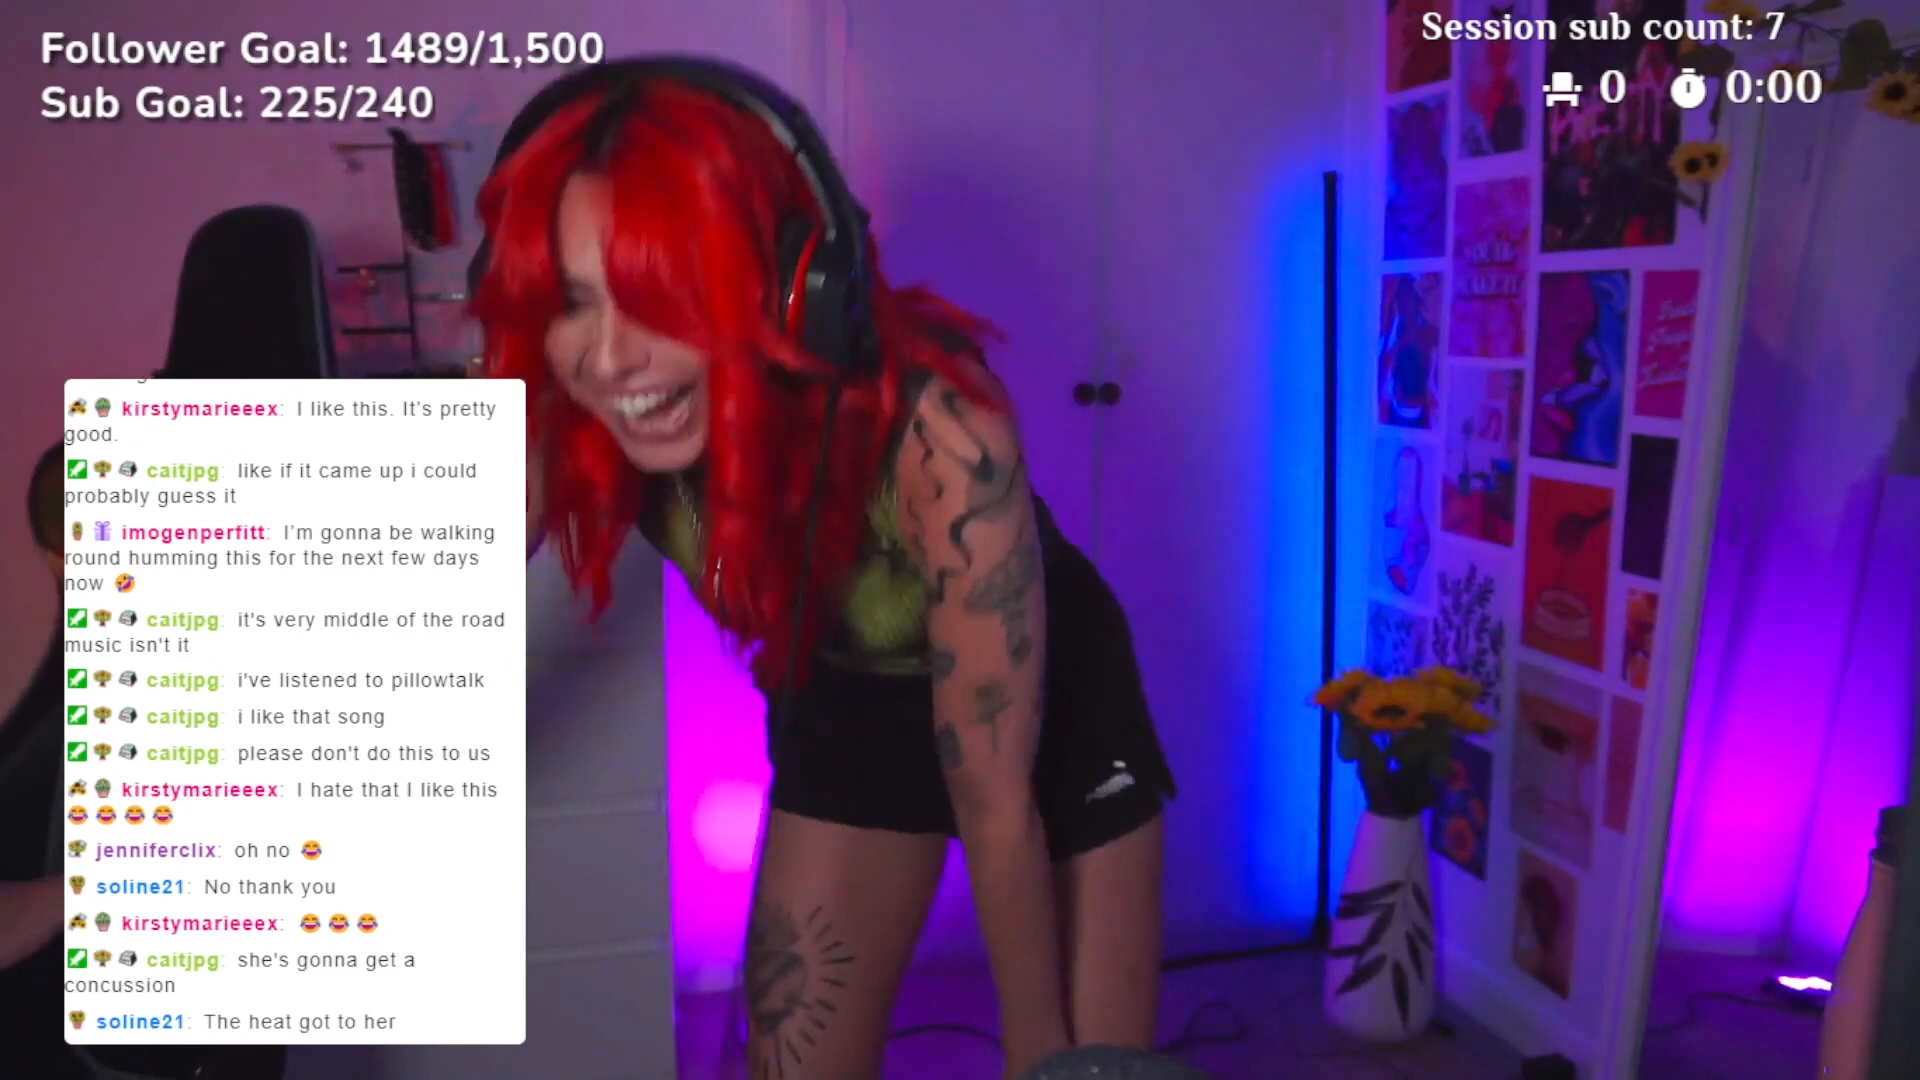 Follower Goal: 1489/1,500
Sub Goal: 225/240
Session sub count: 7
0 0:00
kirstymarieeex: I like this. It’s pretty
good.
caitjpg: like if it came up i could
probably guess it
imogenperfitt: I’m gonna be walking
round humming this for the next few days
now 🤣
caitjpg: it's very middle of the road
music isn't it
caitjpg: i've listened to pillowtalk
caitjpg: i like that song
caitjpg: please don't do this to us
kirstymarieeex: I hate that I like this
😂 😂 😂 😂
jenniferclix: oh no 😂
soline21: No thank you
kirstymarieeex: 😂 😂 😂
caitjpg: she's gonna get a
concussion
soline21: The heat got to her